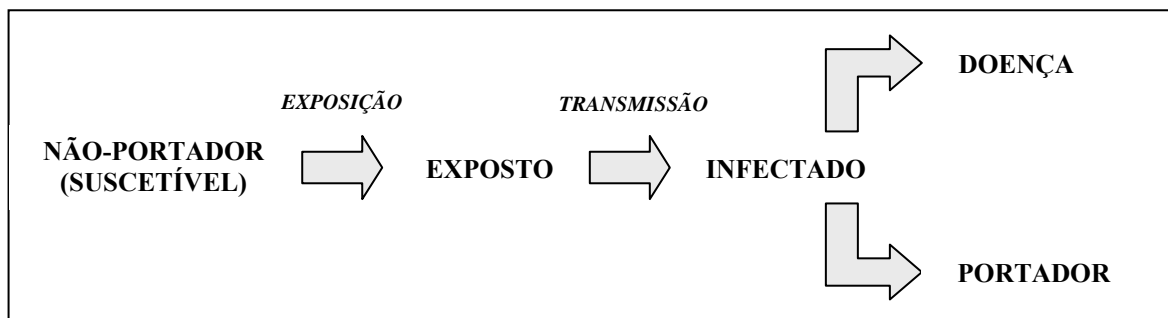 DOENÇA
EXPOSIÇÃO
TRANSMISSÃO
NÃO-PORTADOR
(SUSCETÍVEL)
EXPOSTO
INFECTADO
PORTADOR